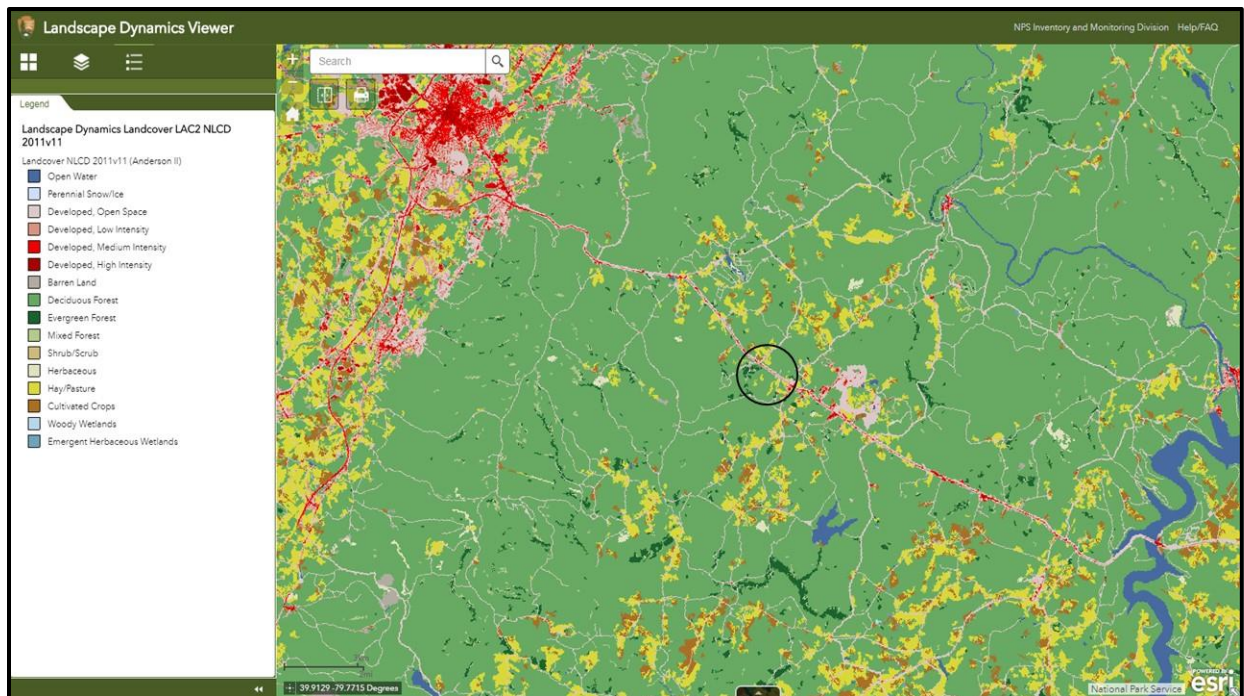 Landscape Dynamics Viewer
NPS Inventory and Monitoring Division Help/FAQ
Search
Legend
Landscape Dynamics Landcover LAC2 NLCD
2011v11
Landcover NLCD 2011v11 (Anderson II)
Open Water
Perennial Snow/Ice
Developed, Open Space
Developed, Low Intensity
Developed, Medium Intensity
Developed, High Intensity
Barren Land
Deciduous Forest
Evergreen Forest
Mixed Forest
Shrub/Scrub
Herbaceous
Hay/Pasture
Cultivated Crops
Woody Wetlands
Emergent Herbaceous Wetlands
39.9129 -79.7715 Degrees
National Park Service
POWERED BY
esri